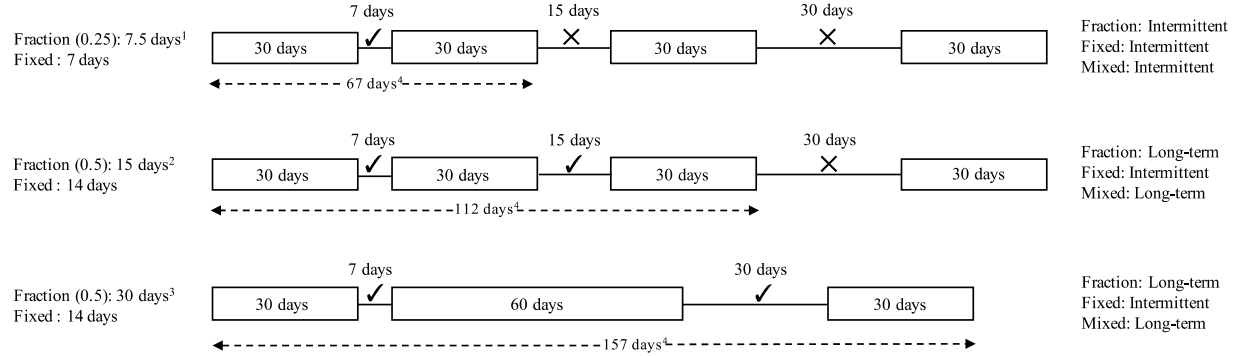 7 days 15 days 30 days
Fraction (0.25): 7.5 days¹
Fixed : 7 days
30 days 30 days 30 days 30 days
67 days⁴
Fraction: Intermittent
Fixed: Intermittent
Mixed: Intermittent
7 days 15 days 30 days
Fraction (0.5): 15 days²
Fixed : 14 days
30 days 30 days 30 days 30 days
112 days⁴
Fraction: Long-term
Fixed: Intermittent
Mixed: Long-term
7 days 30 days
Fraction (0.5): 30 days³
Fixed : 14 days
30 days 60 days 30 days
157 days⁴
Fraction: Long-term
Fixed: Intermittent
Mixed: Long-term